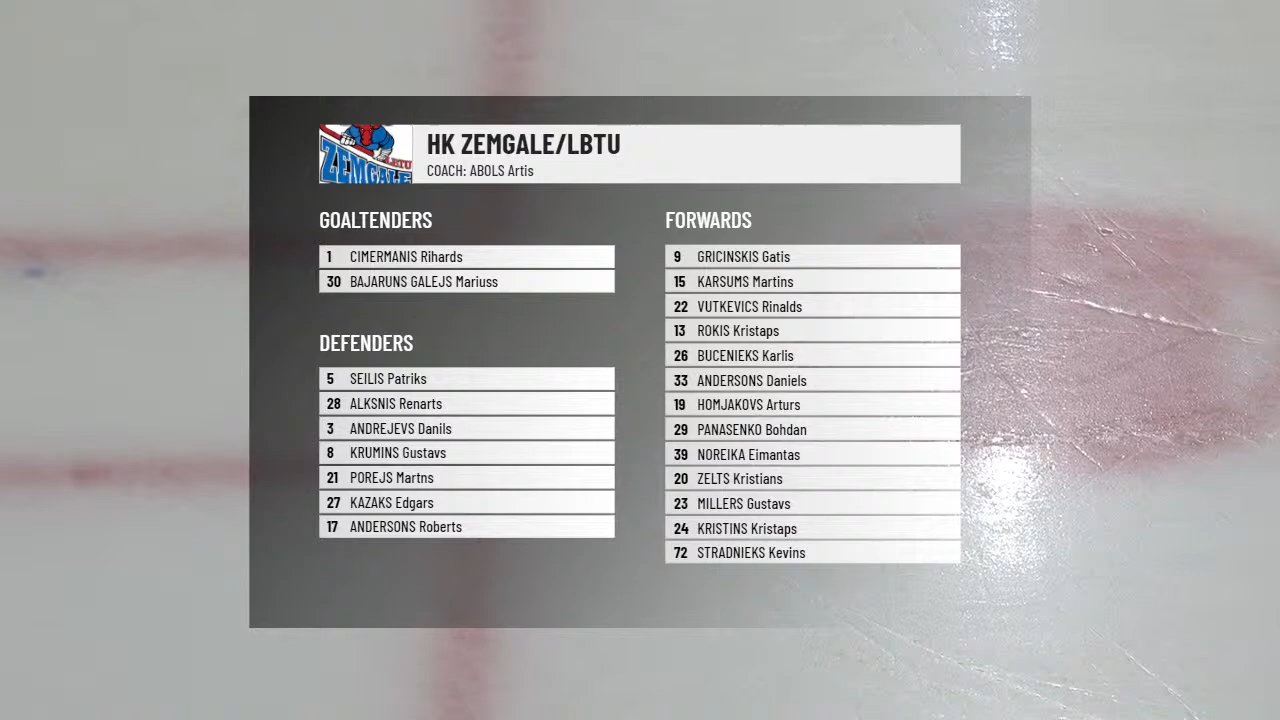 ZEMGALE
LBTU
HK ZEMGALE/LBTU
COACH: ABOLS Artis
GOALTENDERS
1 CIMERMANIS Rihards
30 BAJARUNS GALEJS Mariuss
DEFENDERS
5 SEILIS Patriks
28 ALKSNIS Renarts
3 ANDREJEVS Danils
8 KRUMINS Gustavs
21 POREJS Martns
27 KAZAKS Edgars
17 ANDERSONS Roberts
FORWARDS
9 GRICINSKIS Gatis
15 KARSUMS Martins
22 VUTKEVICS Rinalds
13 ROKIS Kristaps
26 BUCENIEKS Karlis
33 ANDERSONS Daniels
19 HOMJAKOVS Arturs
29 PANASENKO Bohdan
39 NOREIKA Eimantas
20 ZELTS Kristians
23 MILLERS Gustavs
24 KRISTINS Kristaps
72 STRADNIEKS Kevins